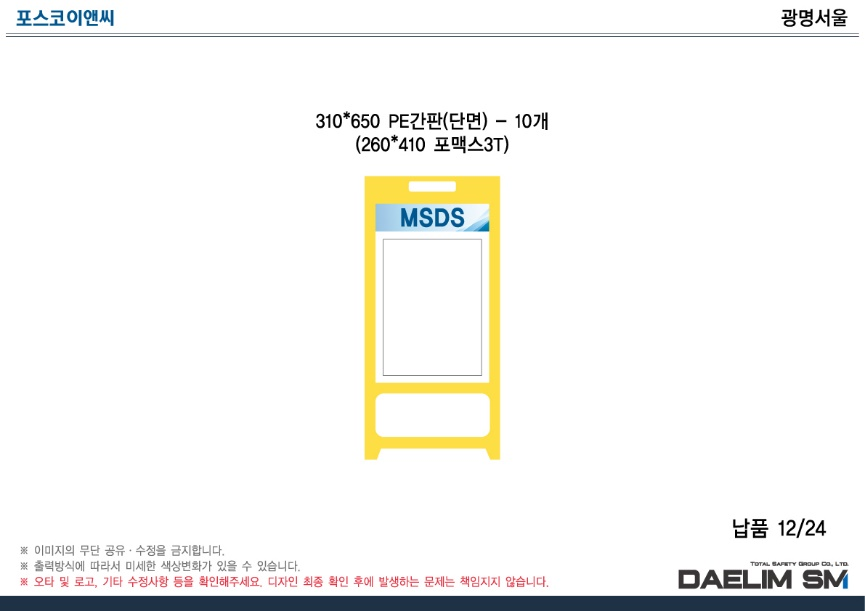 포스코이앤씨
광명서울
310*650 PE간판(단면) - 10개
(260*410 포맥스3T)
MSDS
납품 12/24
※ 이미지의 무단 공유·수정을 금지합니다.
※ 출력방식에 따라서 미세한 색상변화가 있을 수 있습니다.
※ 오타 및 로고, 기타 수정사항 등을 확인해주세요. 디자인 최종 확인 후에 발생하는 문제는 책임지지 않습니다.
TOTAL SAFETY GROUP CO., LTD.
DAELIM SM